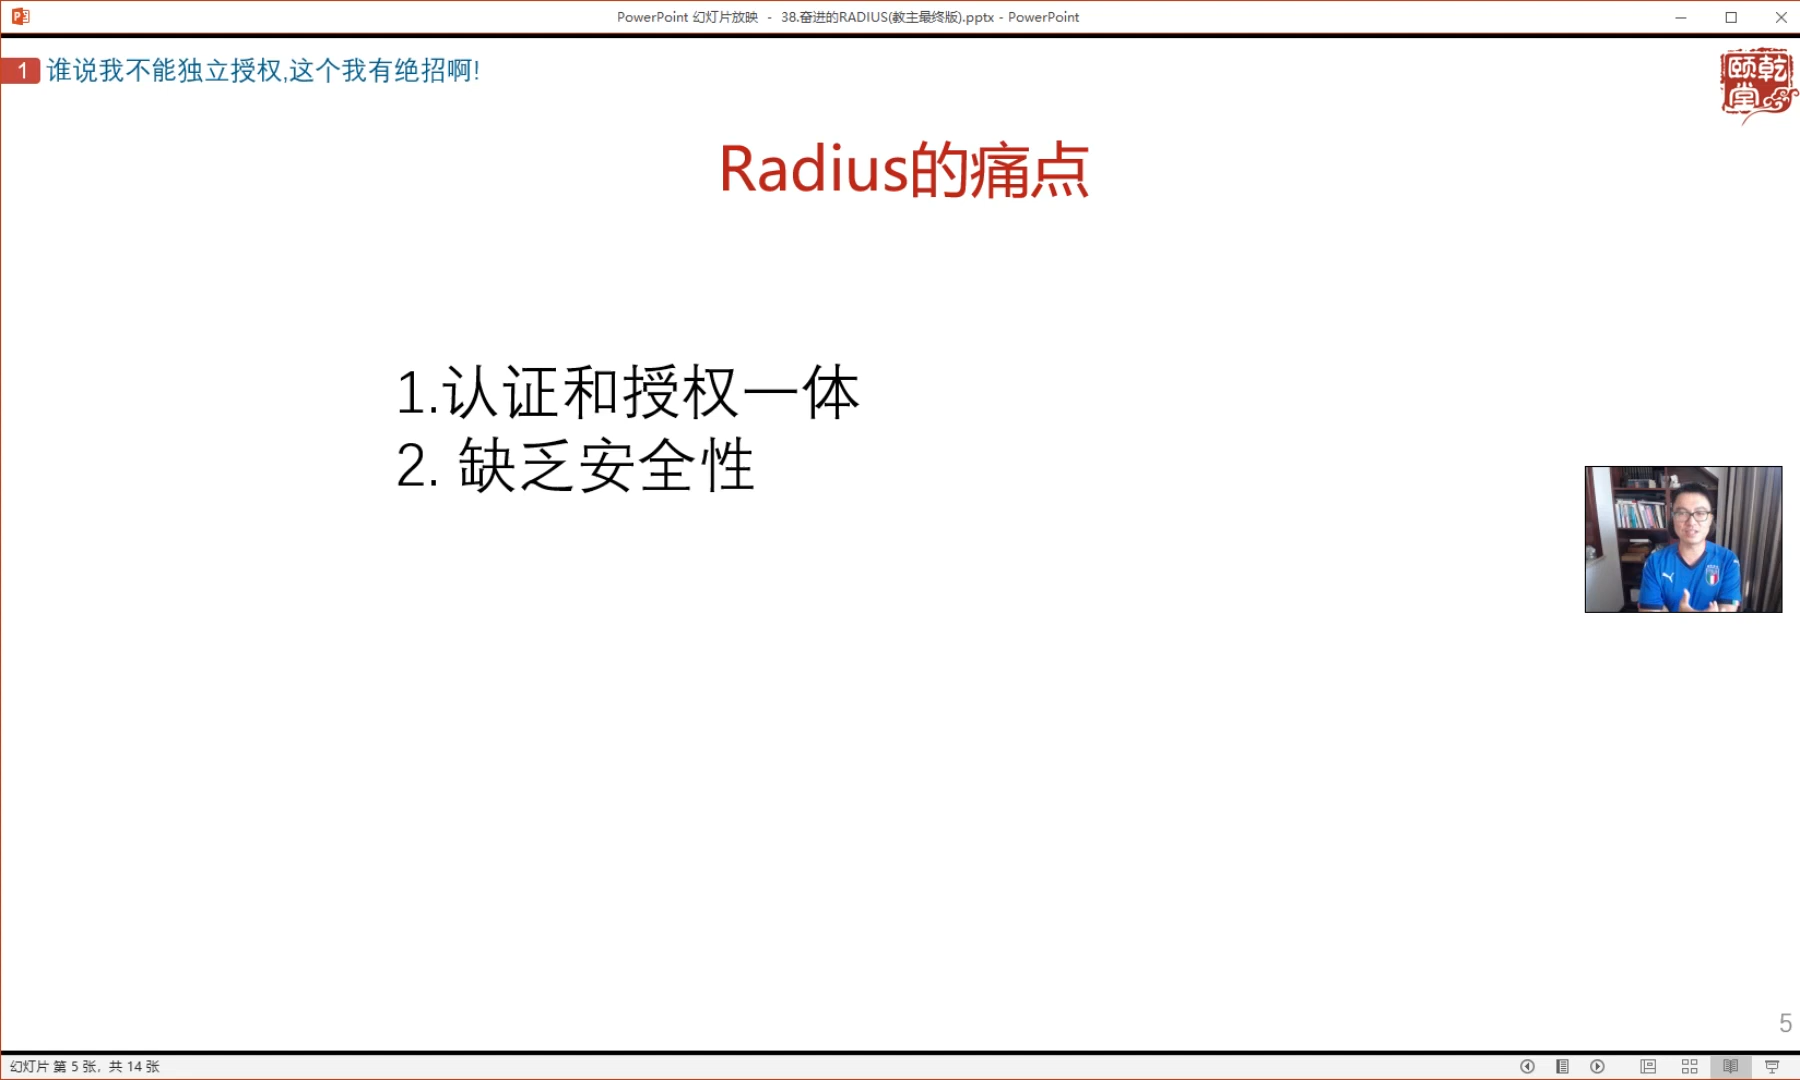 PowerPoint 幻灯片放映 - 38.奋进的RADIUS(教主最终版).pptx - PowerPoint
1 谁说我不能独立授权,这个我有绝招啊!
颐乾堂
Radius的痛点
1.认证和授权一体
2. 缺乏安全性
5
幻灯片 第 5 张，共 14 张